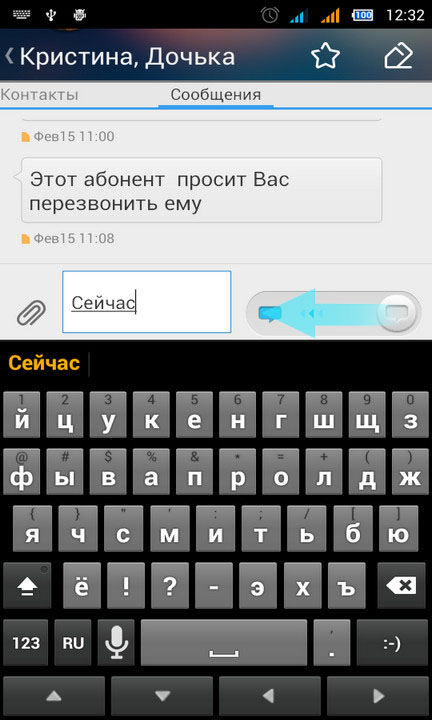 100 12:32
Кристина, Дочька
Контакты Сообщения
Фев15 11:00
Этот абонент просит Вас
перезвонить ему
Фев15 11:08
Сейчас
Сейчас
1 2 3 4 5 6 7 8 9 0
й ц у к е н г ш щ з
@ # $ % & * = + ( )
ф ы в а п р о л д ж
{ } " ' : ; / [ ]
я ч с м и т ь б ю
ё ! ? - э х ъ
123 RU ' . :-)